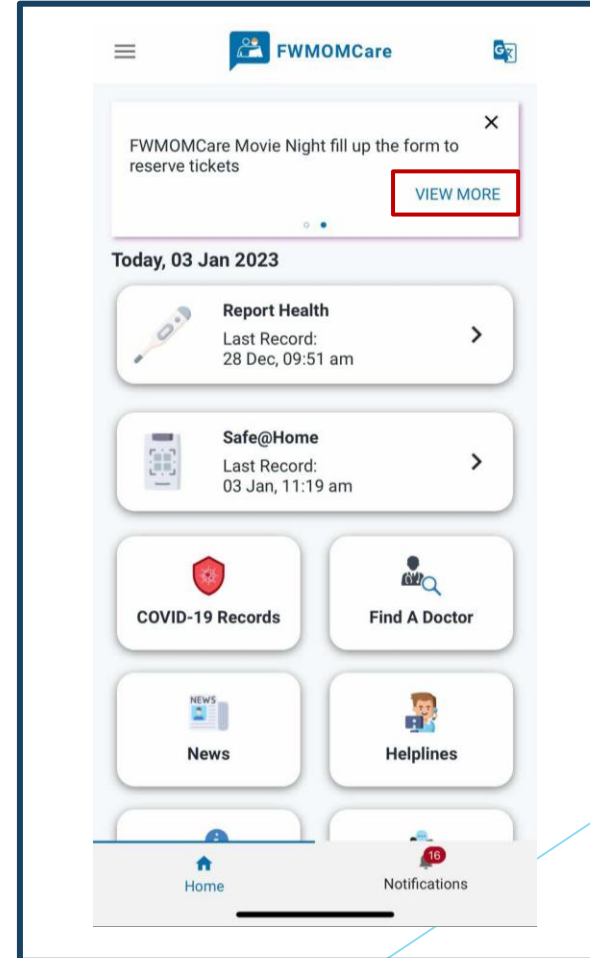 FWMOMCare
FWMOMCare Movie Night fill up the form to
reserve tickets
VIEW MORE
Today, 03 Jan 2023
Report Health
Last Record:
28 Dec, 09:51 am
Safe@Home
Last Record:
03 Jan, 11:19 am
COVID-19 Records
Find A Doctor
NEWS
News
Helplines
16
Home
Notifications